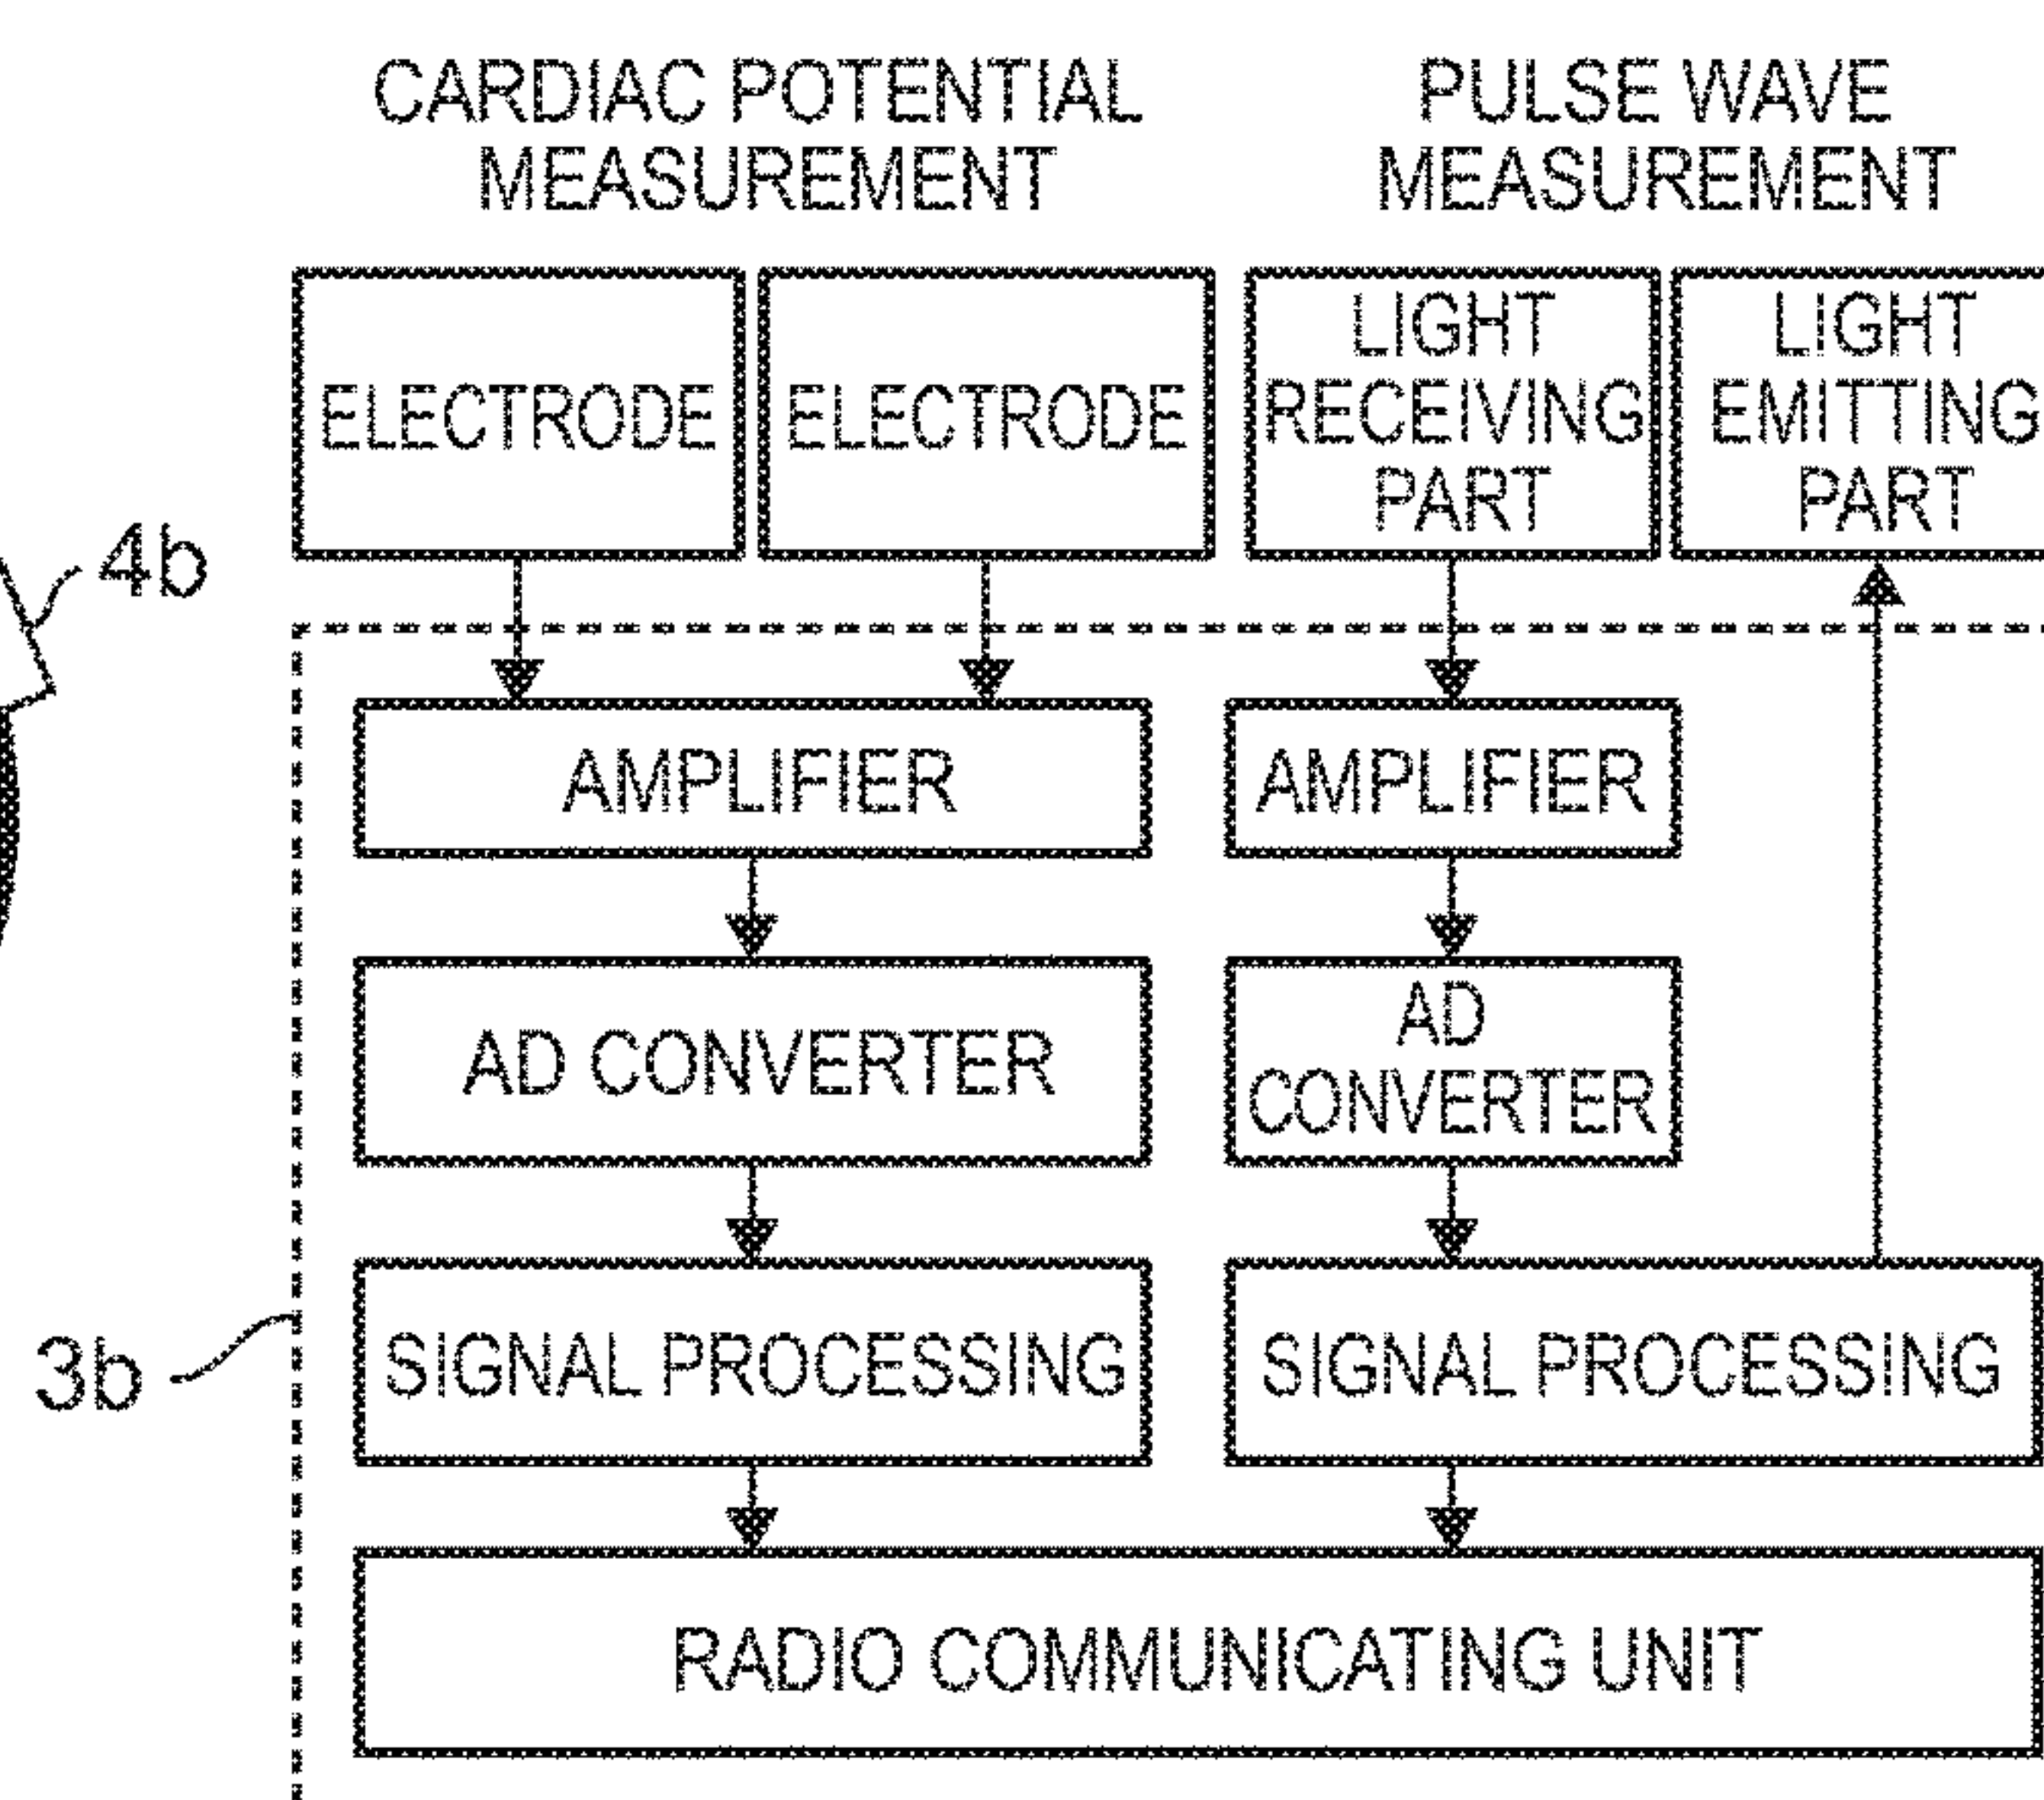 CARDIAC POTENTIAL
MEASUREMENT
PULSE WAVE
MEASUREMENT
ELECTRODE
ELECTRODE
LIGHT
RECEIVING
PART
LIGHT
EMITTING
PART
4b
AMPLIFIER
AMPLIFIER
AD CONVERTER
AD
CONVERTER
3b
SIGNAL PROCESSING
SIGNAL PROCESSING
RADIO COMMUNICATING UNIT